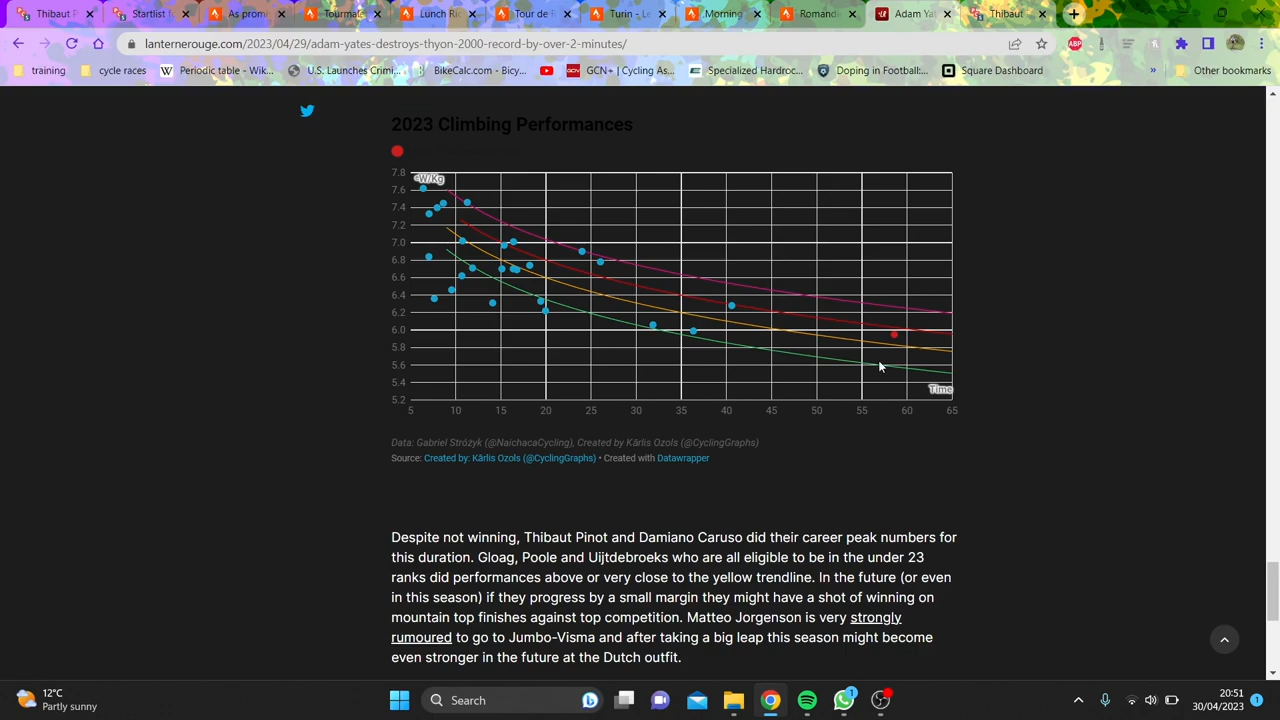 Thibaut P
Startlist f
As promi
Tourmale
Lunch Ri
Tour de R
Turin - Le
Morning
Romandi
Adam Yat
Thibaut
lanternerouge.com/2023/04/29/adam-yates-destroys-thyon-2000-record-by-over-2-minutes/
training
cycle races
Periodic table - Wik...
U.S. Launches Crimi...
BikeCalc.com - Bicy...
GCN+ | Cycling As...
Specialized Hardroc...
Doping in Football:...
Square Dashboard
Other bookmarks
2023 Climbing Performances
7.8
ᵉW/Kg
7.6
7.4
7.2
7.0
6.8
6.6
6.4
6.2
6.0
5.8
5.6
5.4
Time
5.2
5 10 15 20 25 30 35 40 45 50 55 60 65
Data: Gabriel Stróżyk (@NaichacaCycling), Created by Kārlis Ozols (@CyclingGraphs)
Source: Created by: Kārlis Ozols (@CyclingGraphs) • Created with Datawrapper
Despite not winning, Thibaut Pinot and Damiano Caruso did their career peak numbers for
this duration. Gloag, Poole and Uijtdebroeks who are all eligible to be in the under 23
ranks did performances above or very close to the yellow trendline. In the future (or even
in this season) if they progress by a small margin they might have a shot of winning on
mountain top finishes against top competition. Matteo Jorgenson is very strongly
rumoured to go to Jumbo-Visma and after taking a big leap this season might become
even stronger in the future at the Dutch outfit.
12°C
Partly sunny
Search
1
20:51
30/04/2023
1